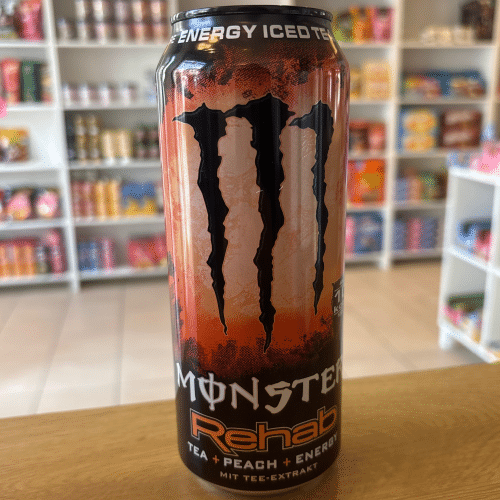 ENERGY ICED TE
MONSTER
Rehab
TEA + PEACH + ENERGY
MIT TEE-EXTRAKT